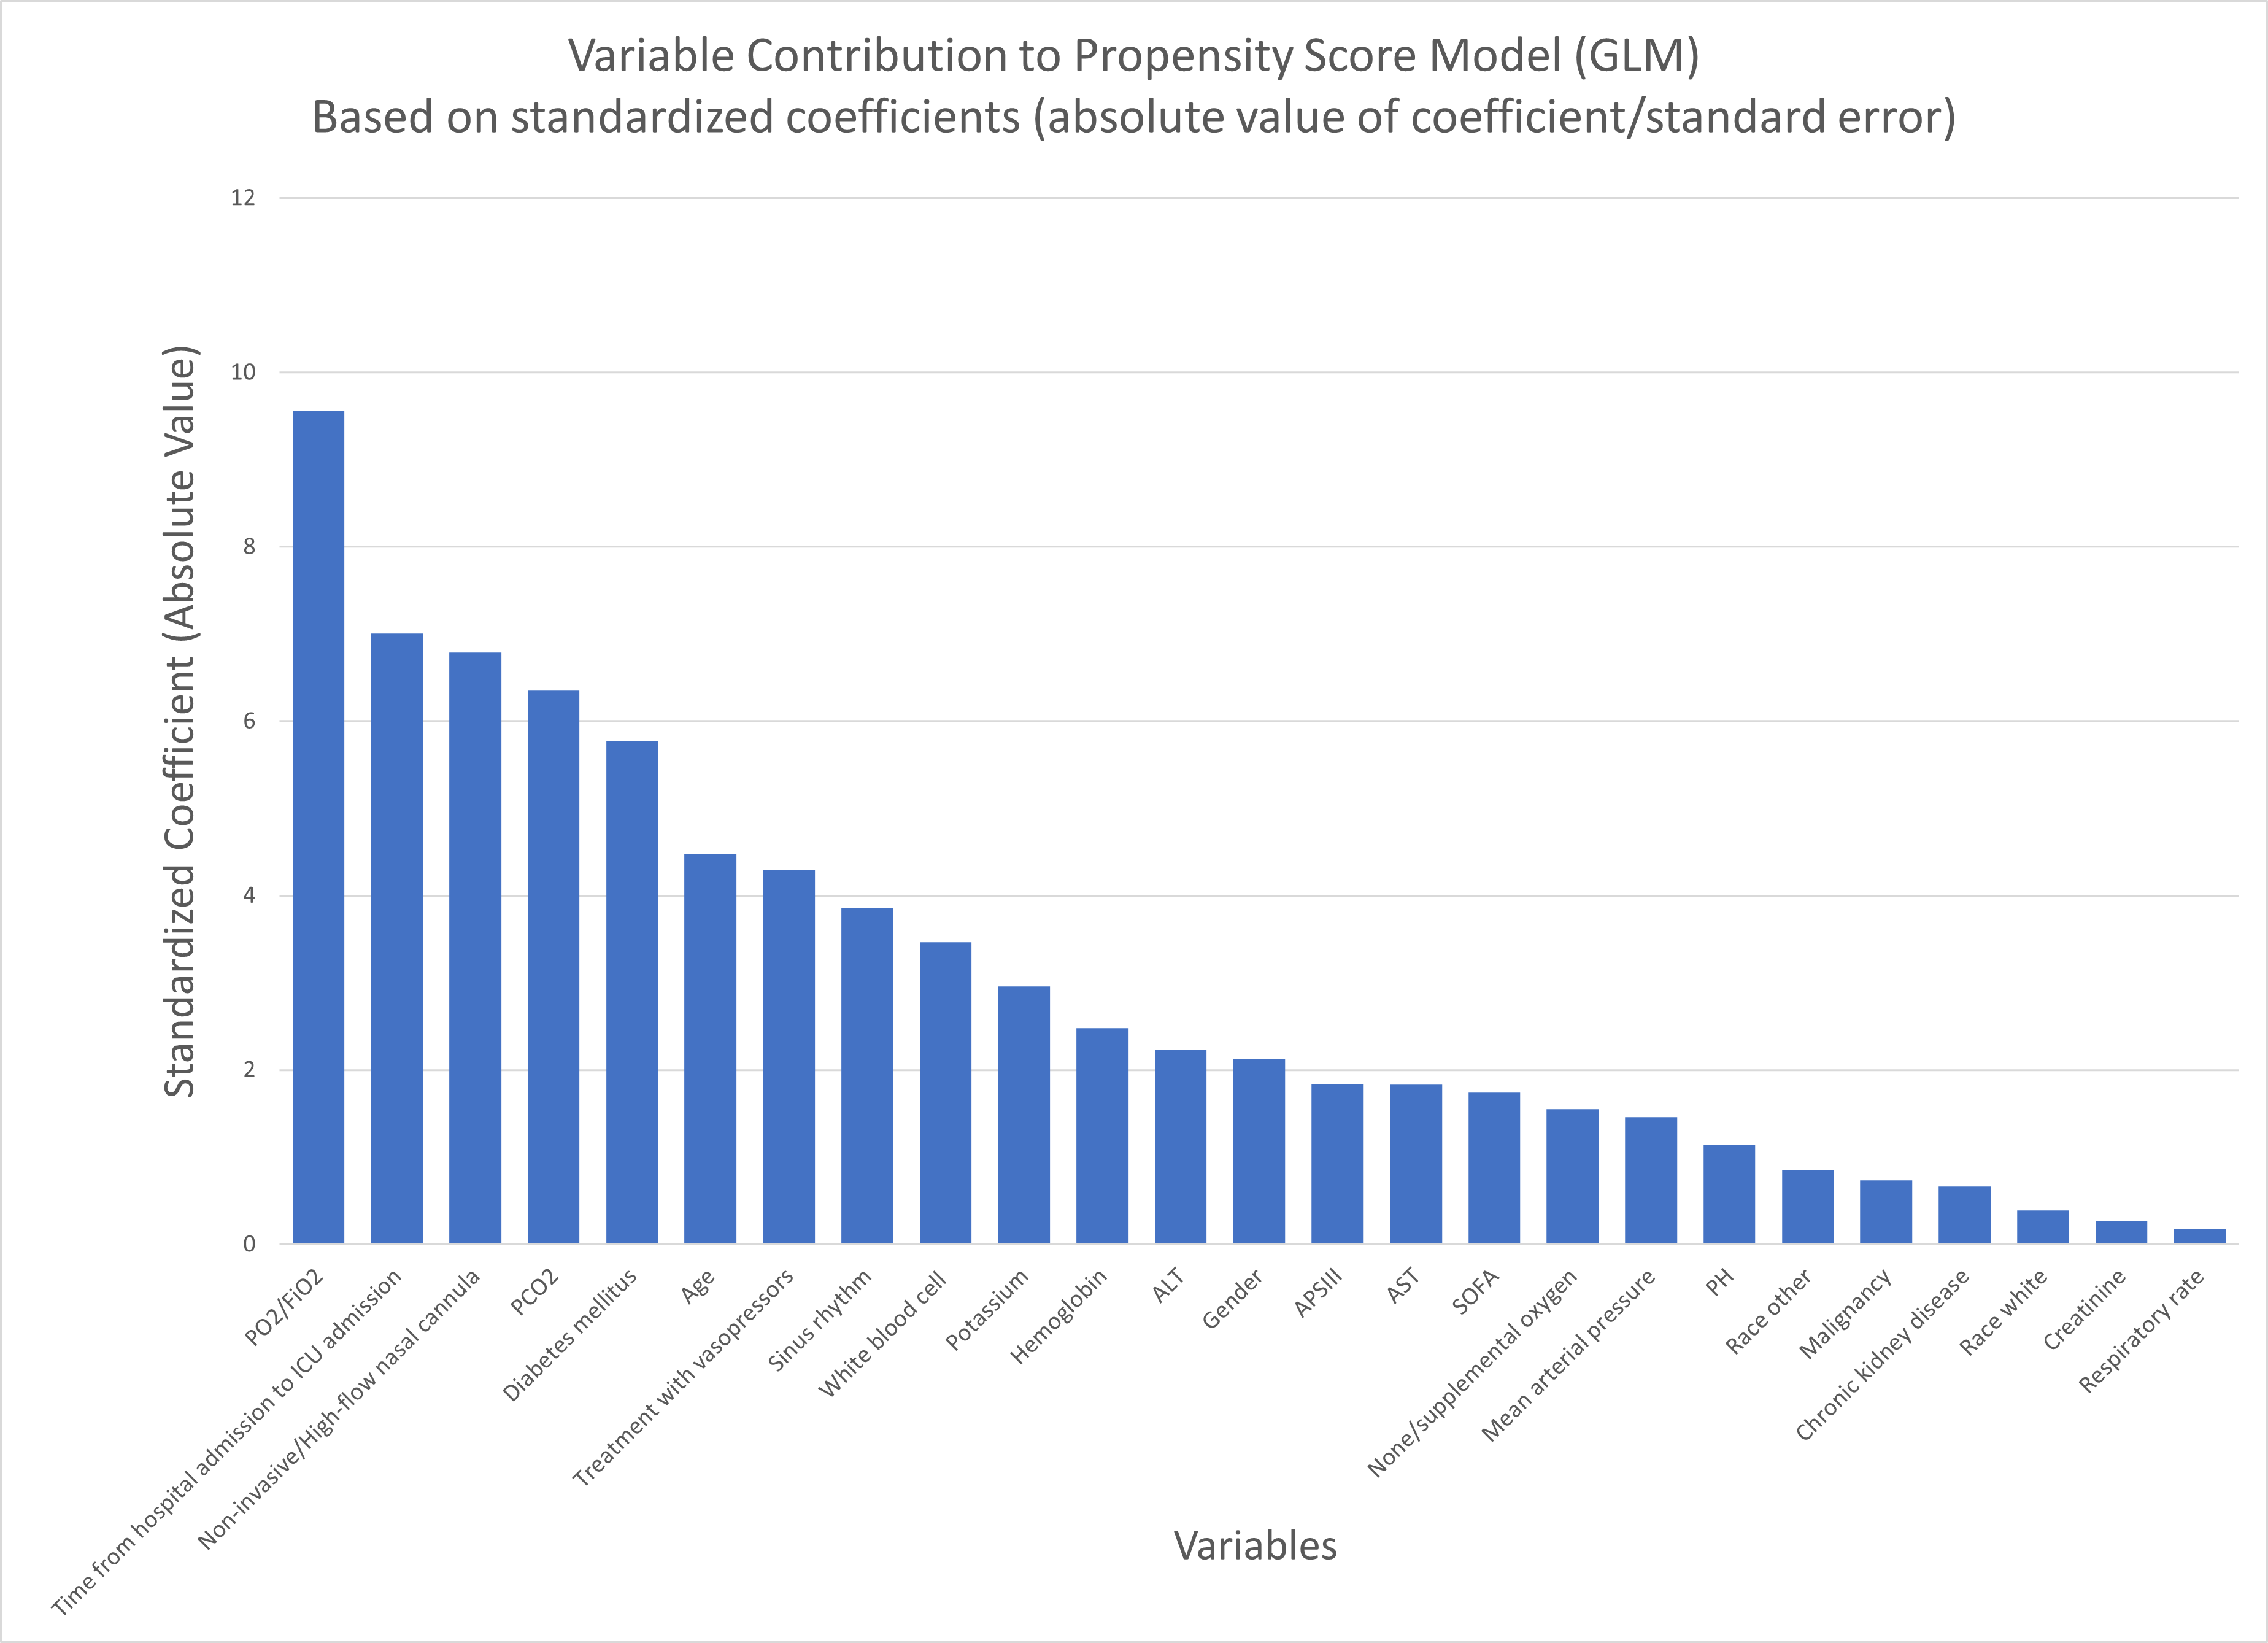 Variable Contribution to Propensity Score Model (GLM)
Based on standardized coefficients (absolute value of coefficient/standard error)
Standardized Coefficient (Absolute Value)
12
10
8
6
4
2
0
PO2/FiO2
Time from hospital admission to ICU admission
Non-invasive/High-flow nasal cannula
PCO2
Diabetes mellitus
Age
Treatment with vasopressors
Sinus rhythm
White blood cell
Potassium
Hemoglobin
ALT
Gender
APSIII
AST
SOFA
None/supplemental oxygen
Mean arterial pressure
PH
Race other
Malignancy
Chronic kidney disease
Race white
Creatinine
Respiratory rate
Variables